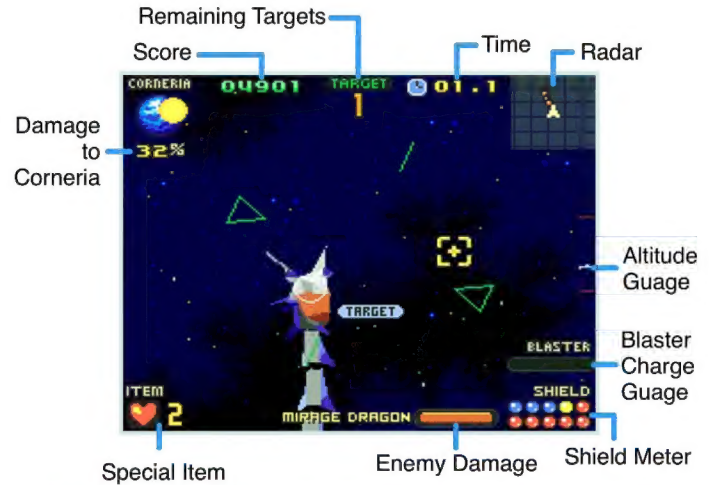 Remaining Targets
Score
Time
Radar
CORNERIA
04901
TARGET
01.1
1
Damage
to
Corneria
32%
Altitude
Guage
TARGET
BLASTER
Blaster
Charge
Guage
ITEM
2
MIRAGE DRAGON
SHIELD
Special Item
Enemy Damage
Shield Meter